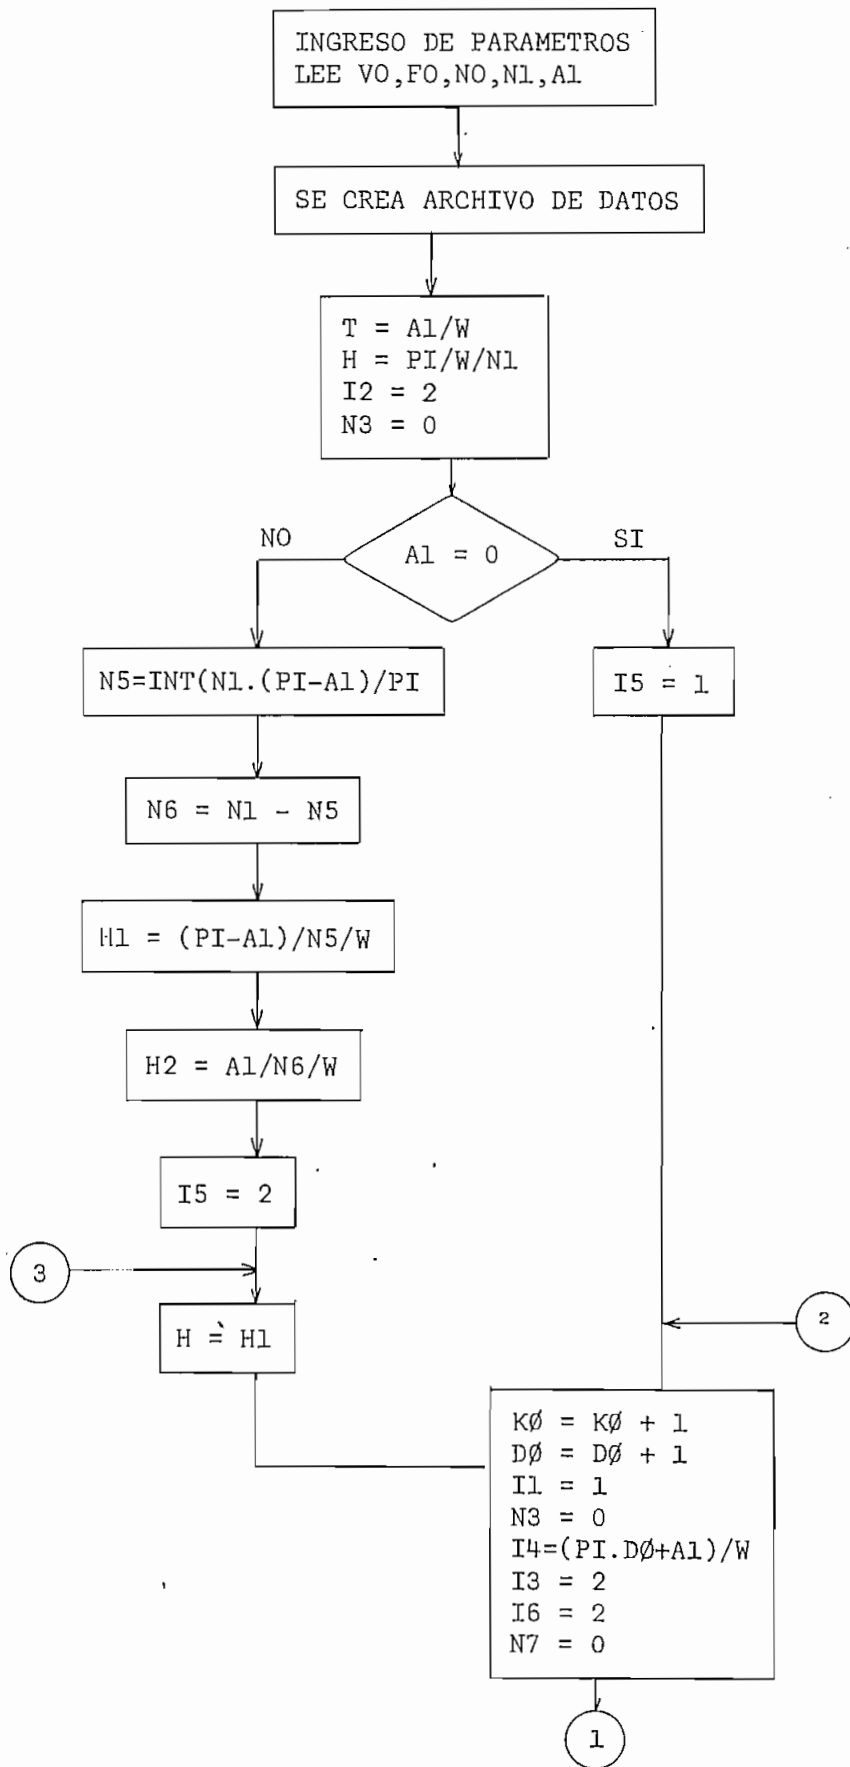 INGRESO DE PARAMETROS
LEE VO,FO,NO,N1,A1
SE CREA ARCHIVO DE DATOS
T = A1/W
H = PI/W/N1
I2 = 2
N3 = 0
NO
A1 = 0
SI
N5=INT(N1.(PI-A1)/PI
I5 = 1
N6 = N1 - N5
H1 = (PI-A1)/N5/W
H2 = A1/N6/W
I5 = 2
3
H = H1
2
KØ = KØ + 1
DØ = DØ + 1
I1 = 1
N3 = 0
I4=(PI.DØ+A1)/W
I3 = 2
I6 = 2
N7 = 0
1